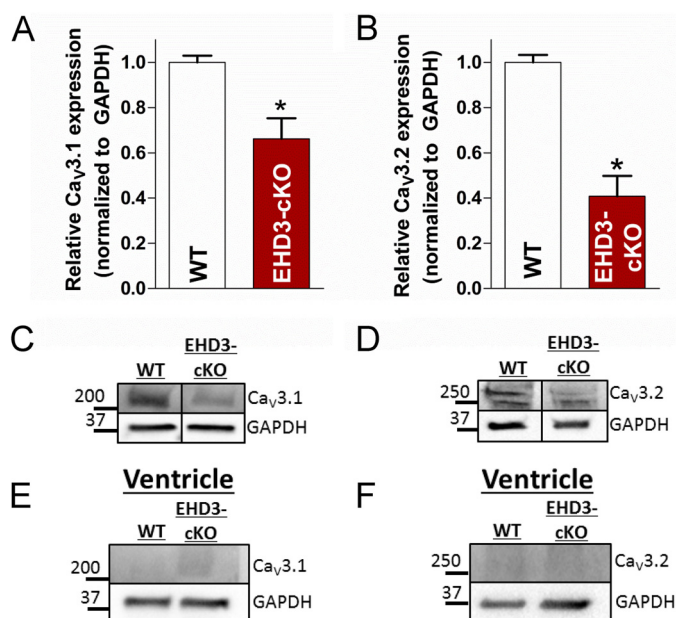 A
Relative CaV3.1 expression
(normalized to GAPDH)
1.0
0.8
0.6
0.4
0.2
0.0
WT
EHD3-cKO
*
B
Relative CaV3.2 expression
(normalized to GAPDH)
1.0
0.8
0.6
0.4
0.2
0.0
WT
EHD3-
cKO
*
C
WT
EHD3-
cKO
200
CaV3.1
37
GAPDH
D
WT
EHD3-
cKO
250
CaV3.2
37
GAPDH
E
Ventricle
WT
EHD3-
cKO
200
CaV3.1
37
GAPDH
F
Ventricle
WT
EHD3-
cKO
250
CaV3.2
37
GAPDH